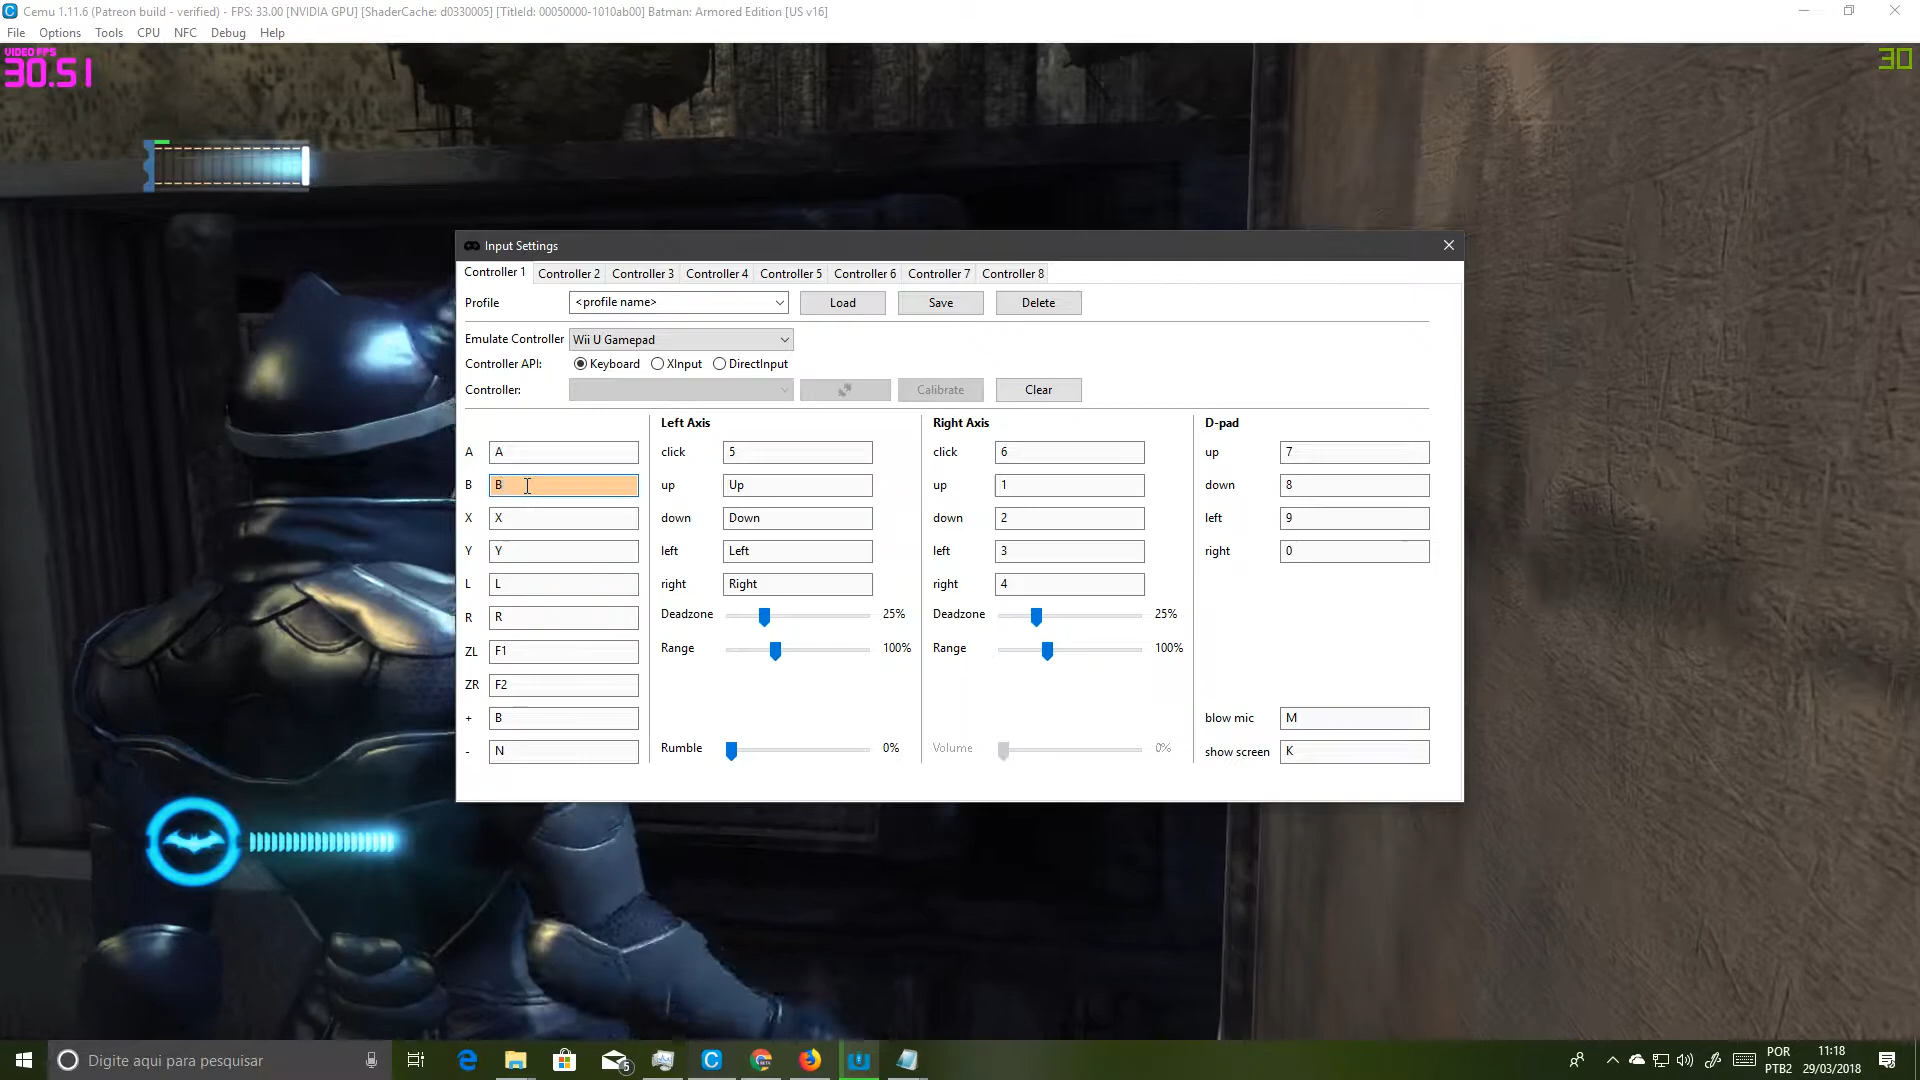 Cemu 1.11.6 (Patreon build - verified) - FPS: 33.00 [NVIDIA GPU] [ShaderCache: d0330005] [TitleId: 00050000-1010ab00] Batman: Armored Edition [US v16]
File Options Tools CPU NFC Debug Help
VIDEO FPS
30.51
30
Input Settings
Controller 1 Controller 2 Controller 3 Controller 4 Controller 5 Controller 6 Controller 7 Controller 8
Profile <profile name> Load Save Delete
Emulate Controller Wii U Gamepad
Controller API: Keyboard XInput DirectInput
Controller: Calibrate Clear
Left Axis Right Axis D-pad
A A click 5 click 6 up 7
B B up Up up 1 down 8
X X down Down down 2 left 9
Y Y left Left left 3 right 0
L L right Right right 4
R R Deadzone 25% Deadzone 25%
ZL F1 Range 100% Range 100%
ZR F2
+ B blow mic M
- N Rumble 0% Volume 0% show screen K
Digite aqui para pesquisar
5
POR
PTB2
11:18
29/03/2018